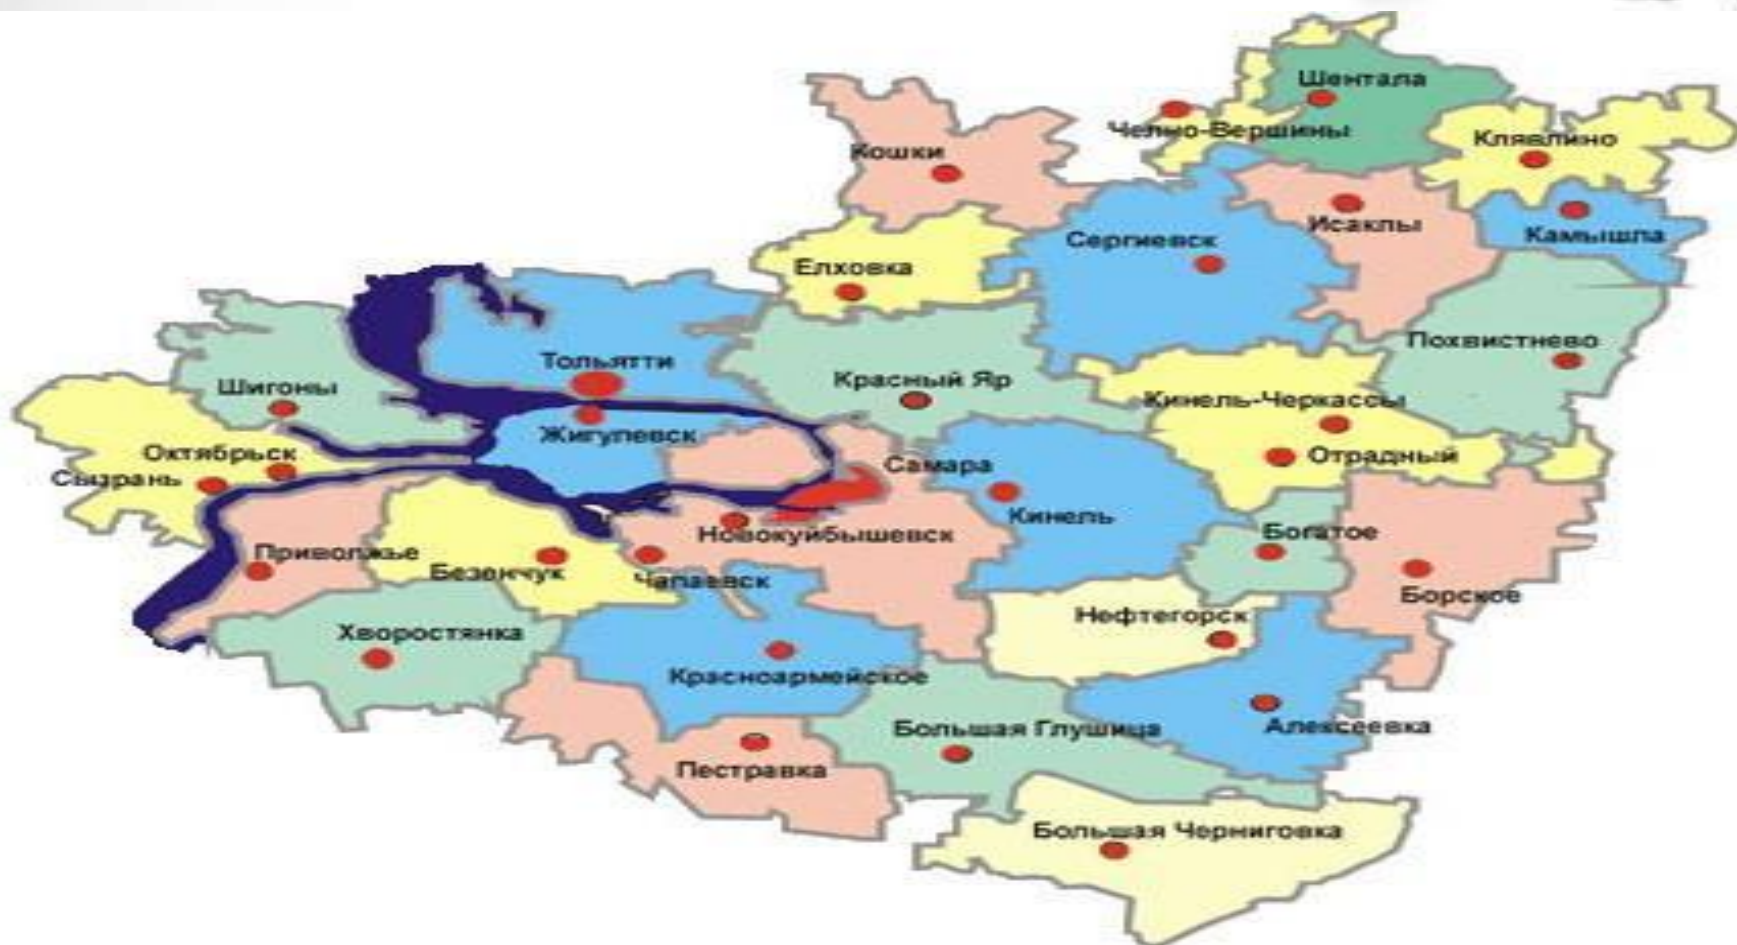 Шентала
Челно-Вершины
Клявлино
Кошки
Исаклы
Камышла
Сергиевск
Елховка
Похвистнево
Тольятти
Красный Яр
Шигоны
Кинель-Черкассы
Жигулевск
Октябрьск
Отрадный
Самара
Сызрань
Кинель
Новокуйбышевск
Богатое
Приволжье
Безенчук
Чапаевск
Борское
Нефтегорск
Хворостянка
Красноармейское
Большая Глушица
Алексеевка
Пестравка
Большая Черниговка